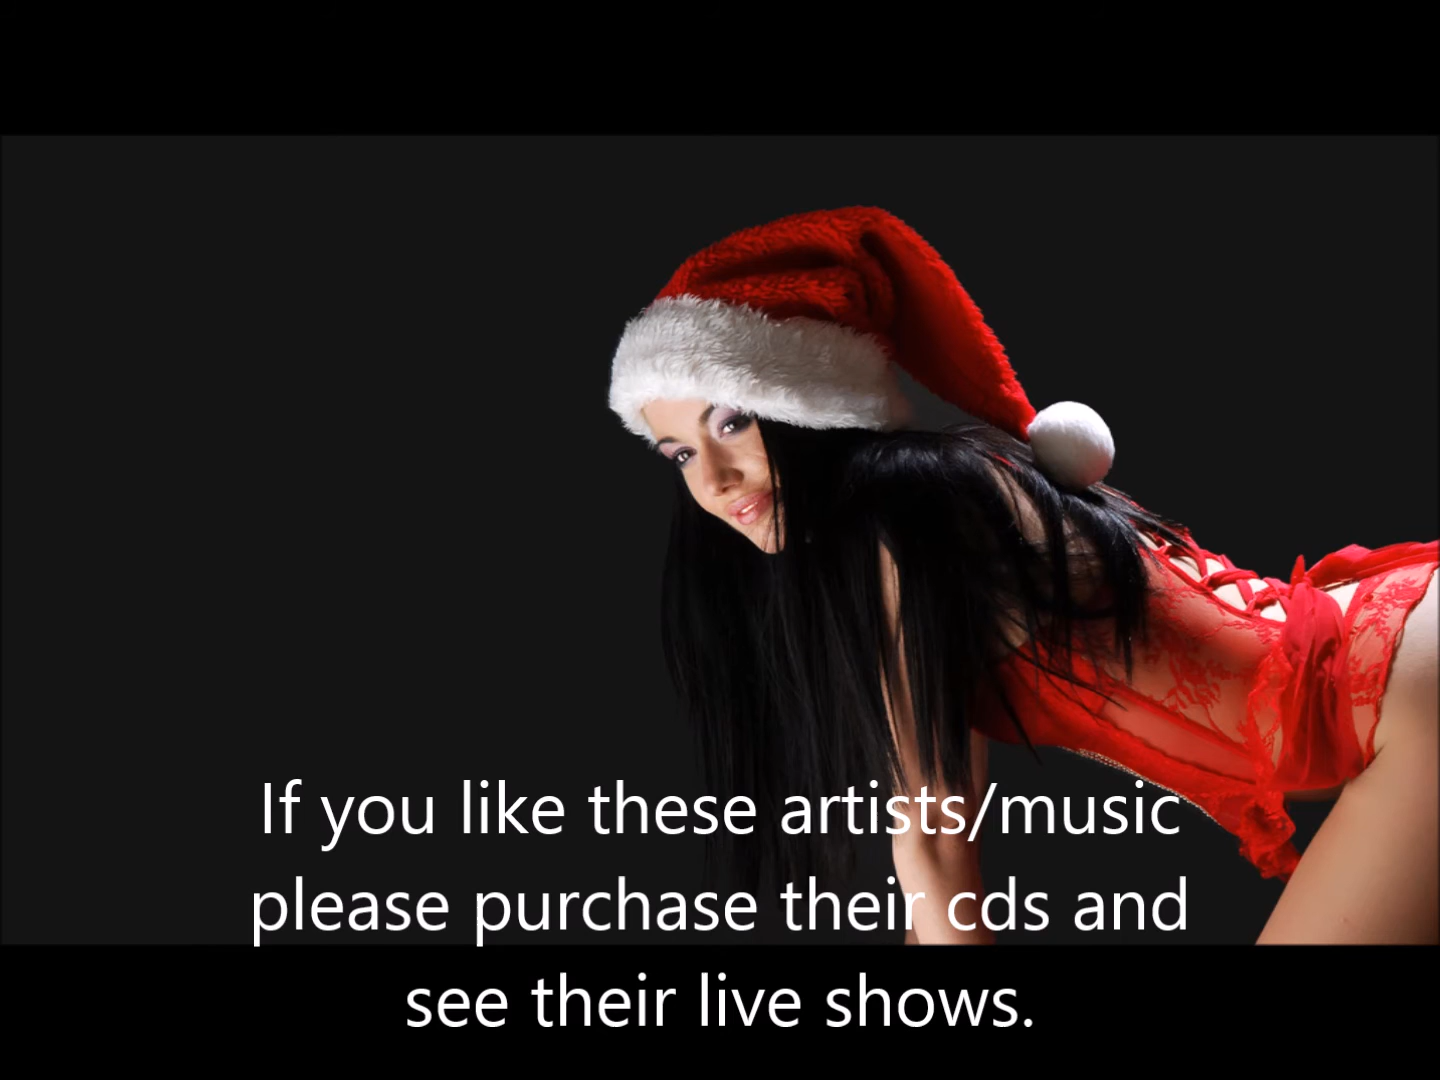 If you like these artists/music
please purchase their cds and
see their live shows.